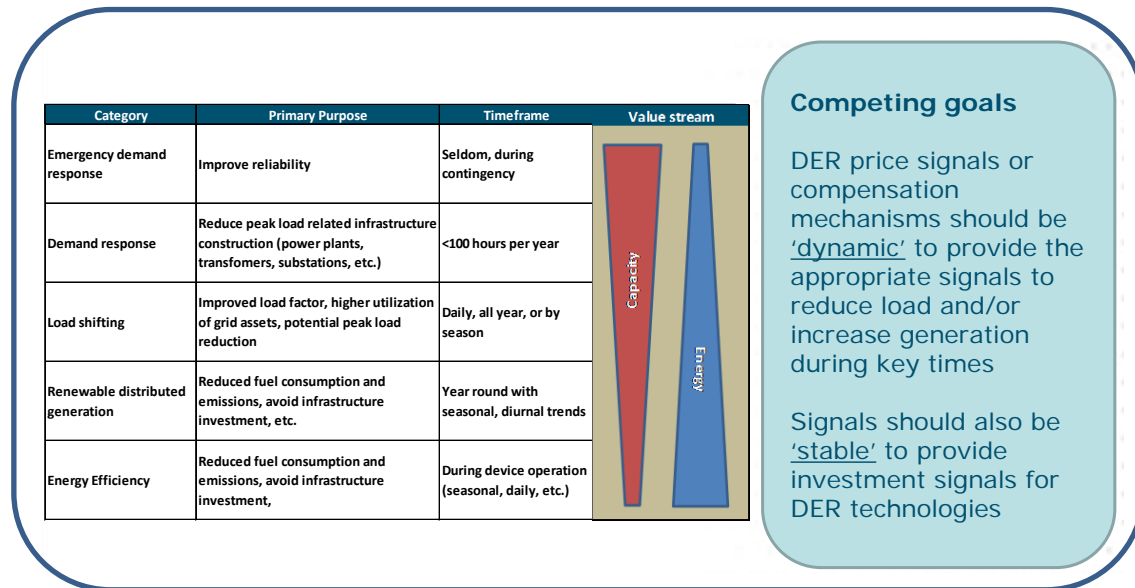 Category Primary Purpose Timeframe Value stream
Emergency demand
response
Improve reliability
Seldom, during
contingency
Demand response
Reduce peak load related infrastructure
construction (power plants,
transfomers, substations, etc.)
<100 hours per year
Load shifting
Improved load factor, higher utilization
of grid assets, potential peak load
reduction
Daily, all year, or by
season
Renewable distributed
generation
Reduced fuel consumption and
emissions, avoid infrastructure
investment, etc.
Year round with
seasonal, diurnal trends
Energy Efficiency
Reduced fuel consumption and
emissions, avoid infrastructure
investment,
During device operation
(seasonal, daily, etc.)
Capacity
Energy
Competing goals
DER price signals or
compensation
mechanisms should be
‘dynamic’ to provide the
appropriate signals to
reduce load and/or
increase generation
during key times
Signals should also be
‘stable’ to provide
investment signals for
DER technologies